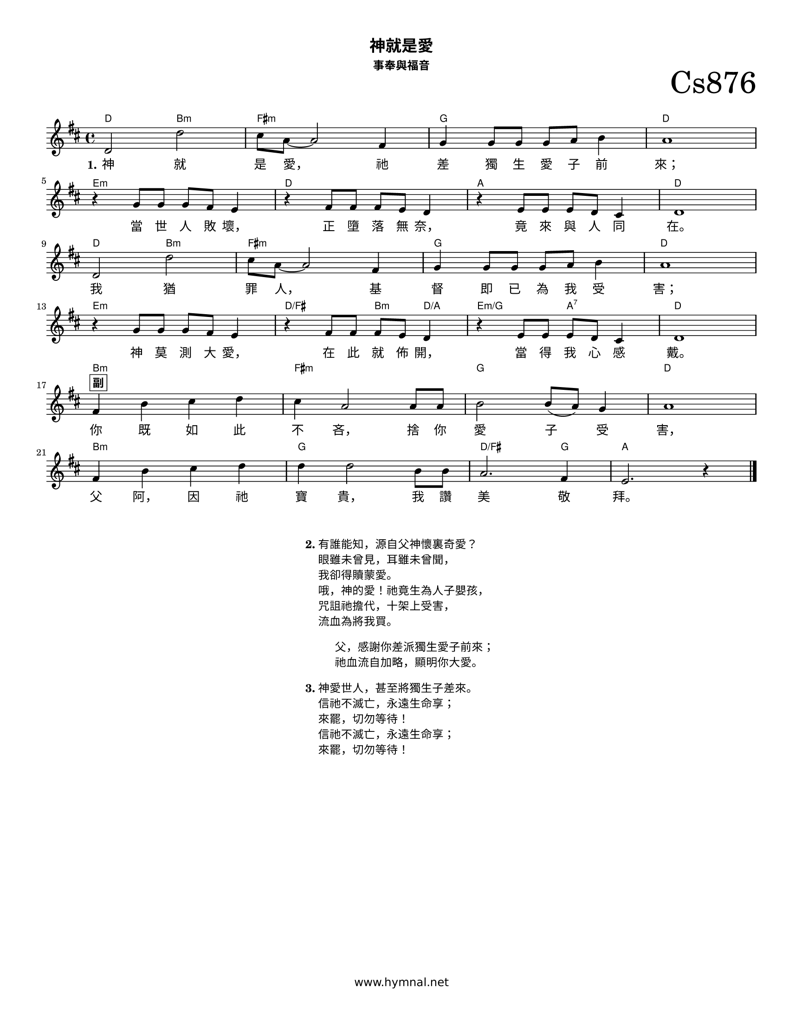 神就是愛
事奉與福音
Cs876
D Bm F♯m G D
1. 神 就 是 愛， 祂 差 獨 生 愛 子 前 來；
5 Em D A D
當 世 人 敗 壞， 正 墮 落 無 奈， 竟 來 與 人 同 在。
9 D Bm F♯m G D
我 猶 罪 人， 基 督 即 已 為 我 受 害；
13 Em D/F♯ Bm D/A Em/G A7 D
神 莫 測 大 愛， 在 此 就 佈 開， 當 得 我 心 感 戴。
Bm F♯m G D
副
17
你 既 如 此 不 吝， 捨 你 愛 子 受 害，
21 Bm G D/F♯ G A
父 阿， 因 祂 寶 貴， 我 讚 美 敬 拜。
2. 有誰能知，源自父神懷裏奇愛？
眼雖未曾見，耳雖未曾聞，
我卻得贖蒙愛。
哦，神的愛！祂竟生為人子嬰孩，
咒詛祂擔代，十架上受害，
流血為將我買。
父，感謝你差派獨生愛子前來；
祂血流自加略，顯明你大愛。
3. 神愛世人，甚至將獨生子差來。
信祂不滅亡，永遠生命享；
來罷，切勿等待！
信祂不滅亡，永遠生命享；
來罷，切勿等待！
www.hymnal.net